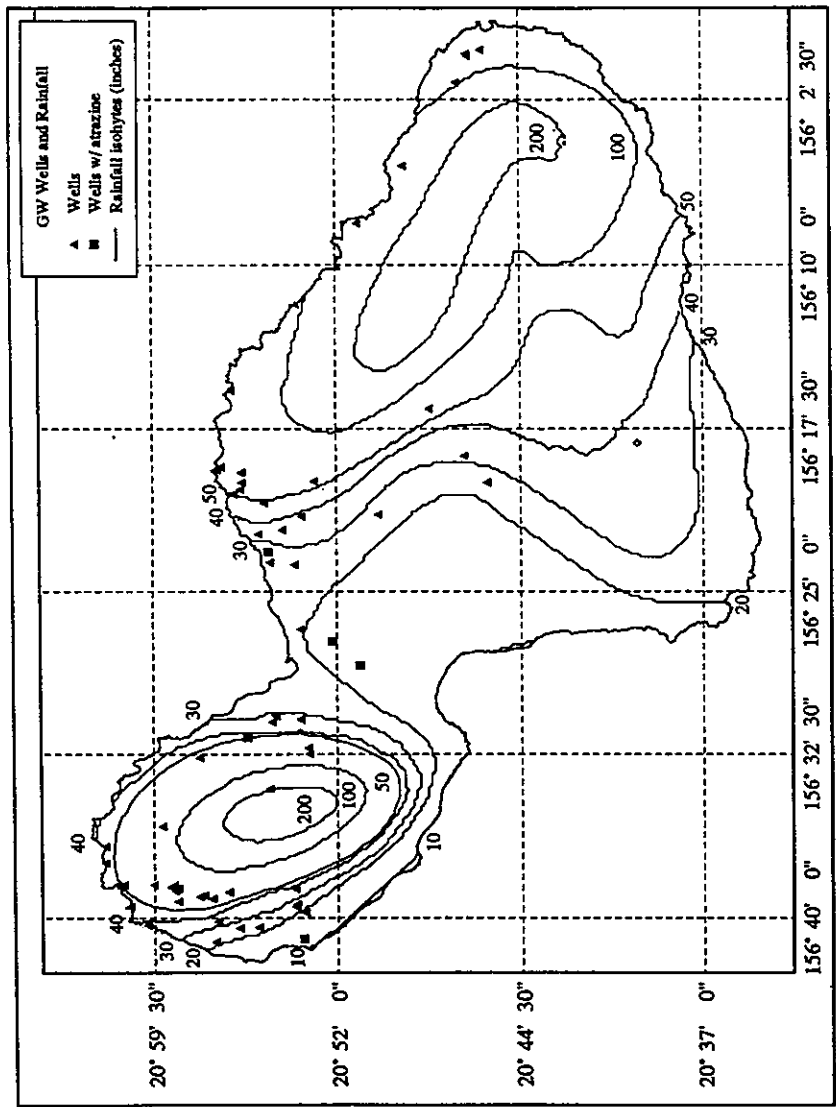 GW Wells and Rainfall
Wells
Wells w/ atrazine
Rainfall isohytes (inches)
20° 59' 30"
20° 52' 0"
20° 44' 30"
20° 37' 0"
156° 40' 0"
156° 32' 30"
156° 25' 0"
156° 17' 30"
156° 10' 0"
156° 2' 30"
40
40
30
20
10
10
200
100
50
30
30
40
50
20
200
100
50
40
30